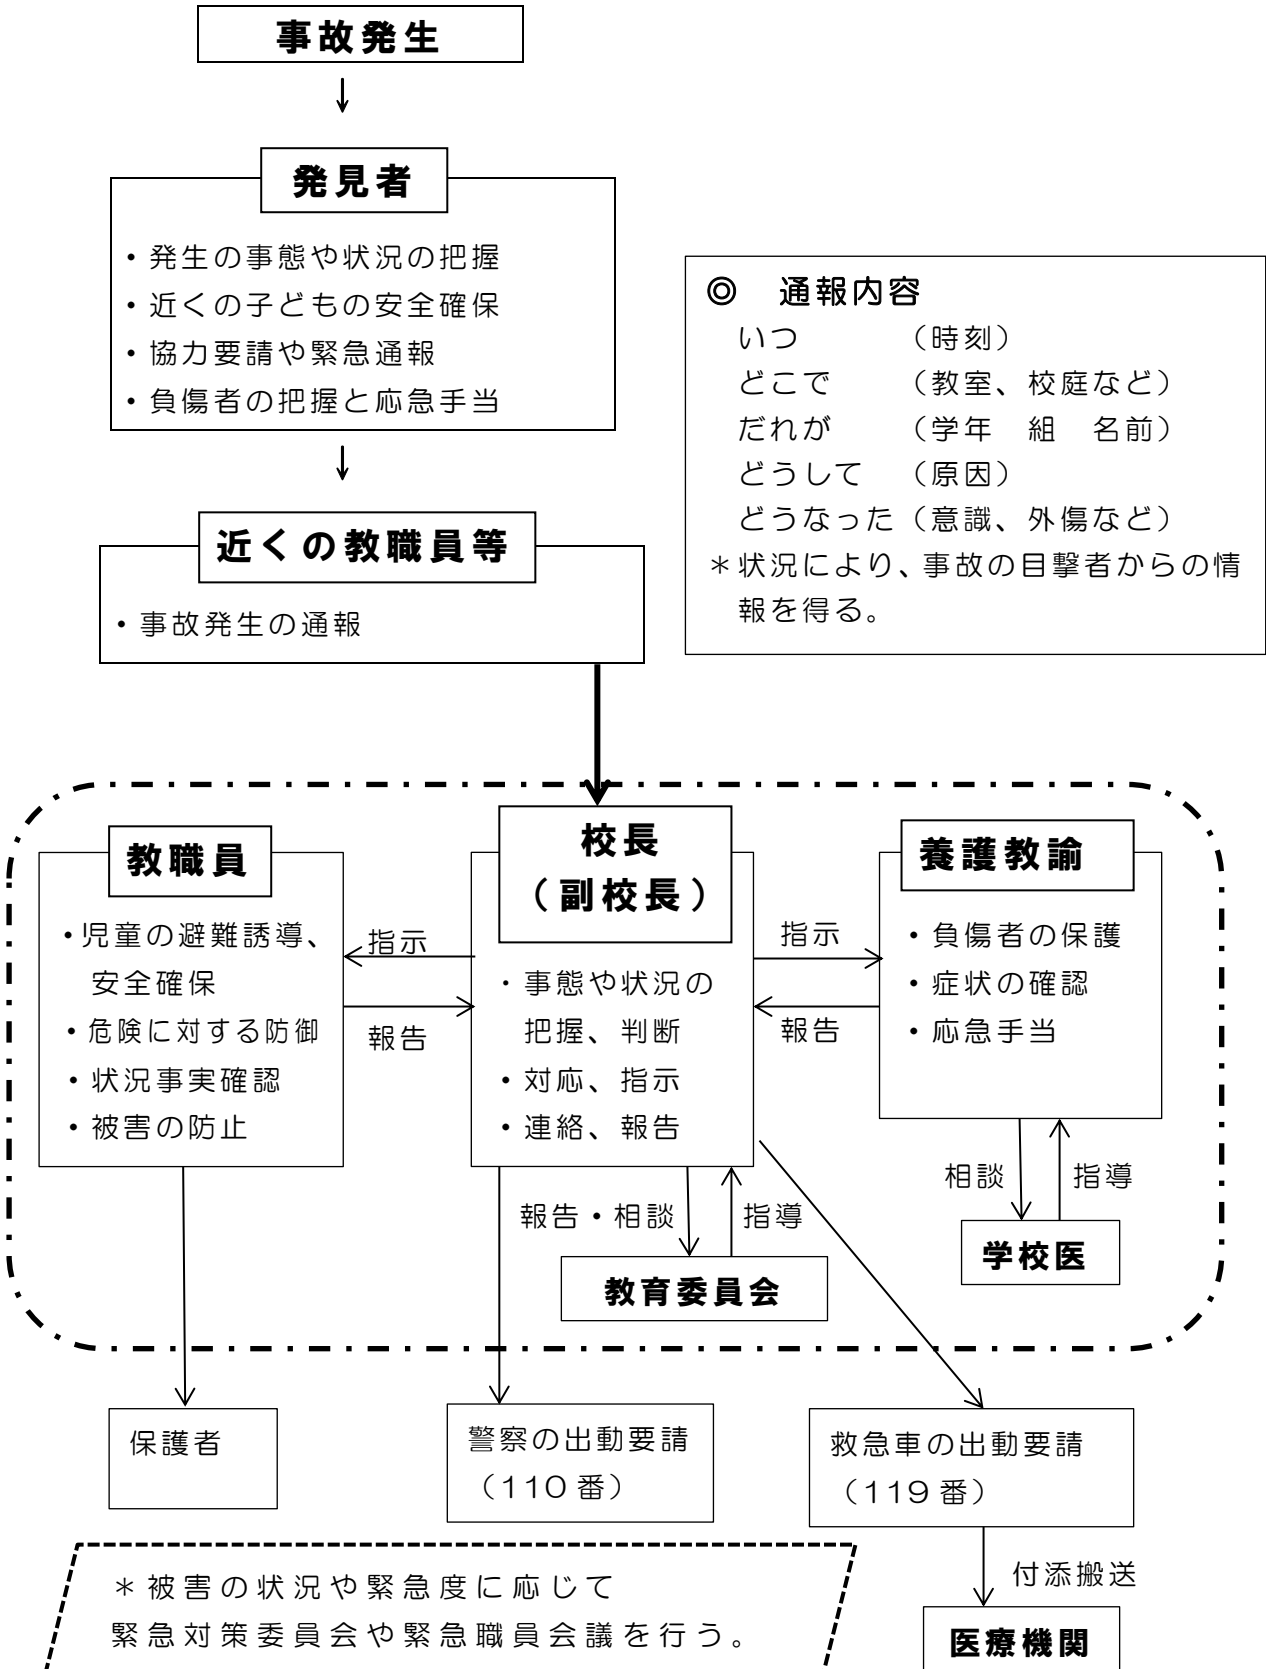 事故発生
発見者
・発生の事態や状況の把握
・近くの子どもの安全確保
・協力要請や緊急通報
・負傷者の把握と応急手当
◎　通報内容
いつ　　　（時刻）
どこで　　（教室、校庭など）
だれが　　（学年　組　名前）
どうして　（原因）
どうなった（意識、外傷など）
＊状況により、事故の目撃者からの情
報を得る。
近くの教職員等
・事故発生の通報
教職員
・児童の避難誘導、
安全確保
・危険に対する防御
・状況事実確認
・被害の防止
指示
報告
校長
（副校長）
・事態や状況の
把握、判断
・対応、指示
・連絡、報告
指示
報告
養護教諭
・負傷者の保護
・症状の確認
・応急手当
報告・相談
指導
教育委員会
相談
指導
学校医
保護者
警察の出動要請
（110番）
救急車の出動要請
（119番）
付添搬送
医療機関
＊被害の状況や緊急度に応じて
緊急対策委員会や緊急職員会議を行う。